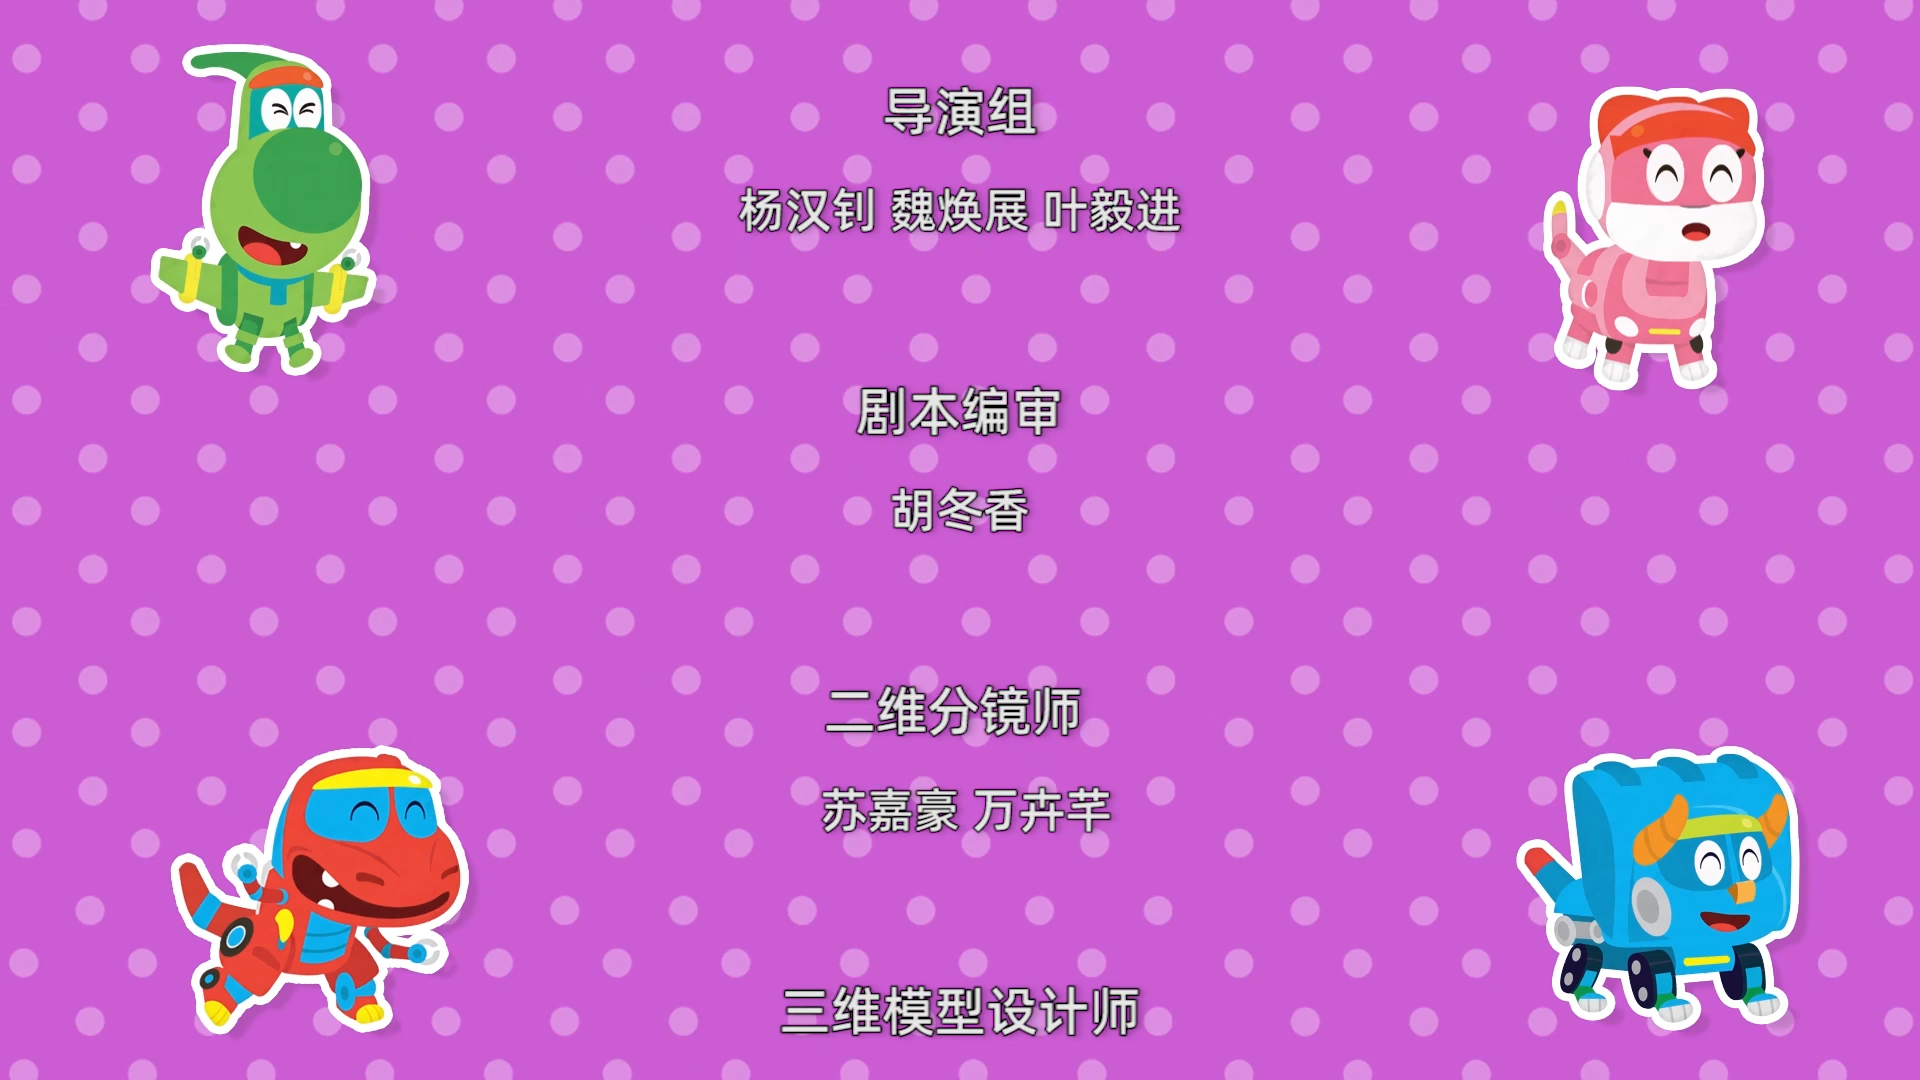 导演组
杨汉钊 魏焕展 叶毅进
剧本编审
胡冬香
二维分镜师
苏嘉豪 万卉芊
三维模型设计师